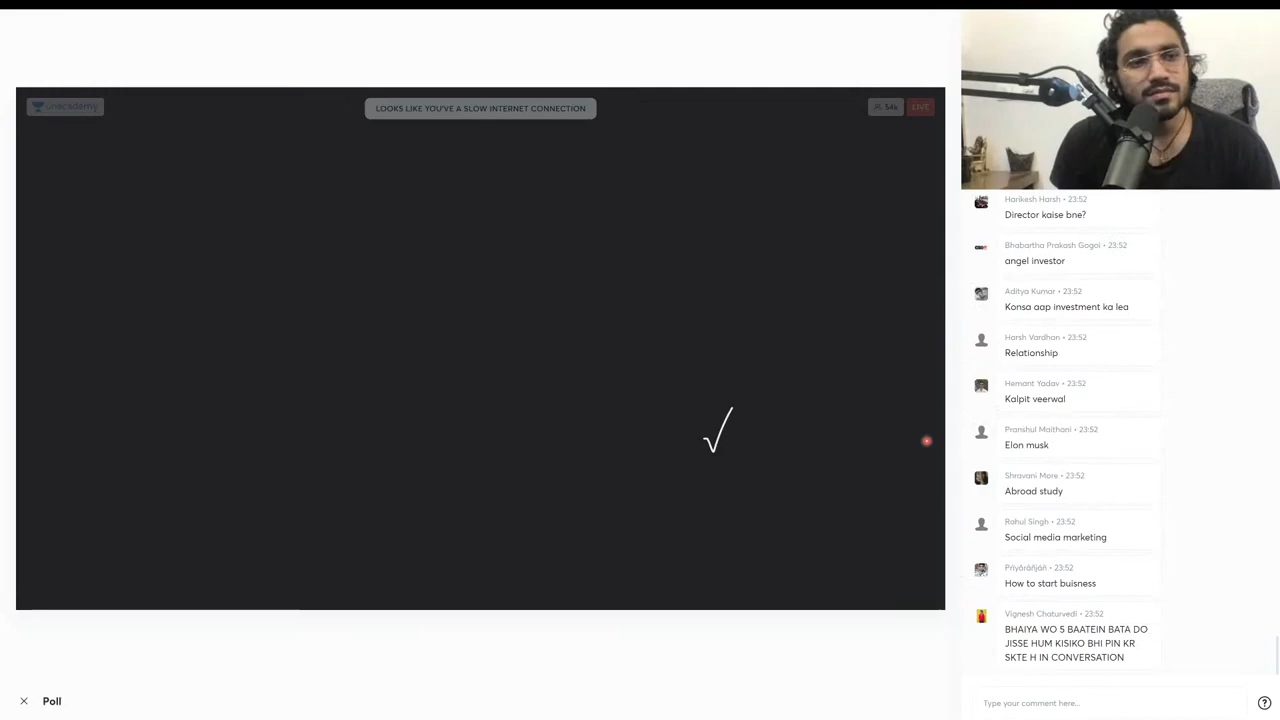 unacademy
LOOKS LIKE YOU'VE A SLOW INTERNET CONNECTION
54k
LIVE
Harikesh Harsh • 23:52
Director kaise bne?
Bhabartha Prakash Gogoi • 23:52
angel investor
Aditya Kumar • 23:52
Konsa aap investment ka lea
Harsh Vardhan • 23:52
Relationship
Hemant Yadav • 23:52
Kalpit veerwal
Pranshul Maithani • 23:52
Elon musk
Shravani More • 23:52
Abroad study
Rahul Singh • 23:52
Social media marketing
23:52
How to start buisness
Vignesh Chaturvedi • 23:52
BHAIYA WO 5 BAATEIN BATA DO
JISSE HUM KISIKO BHI PIN KR
SKTE H IN CONVERSATION
Poll
Type your comment here...